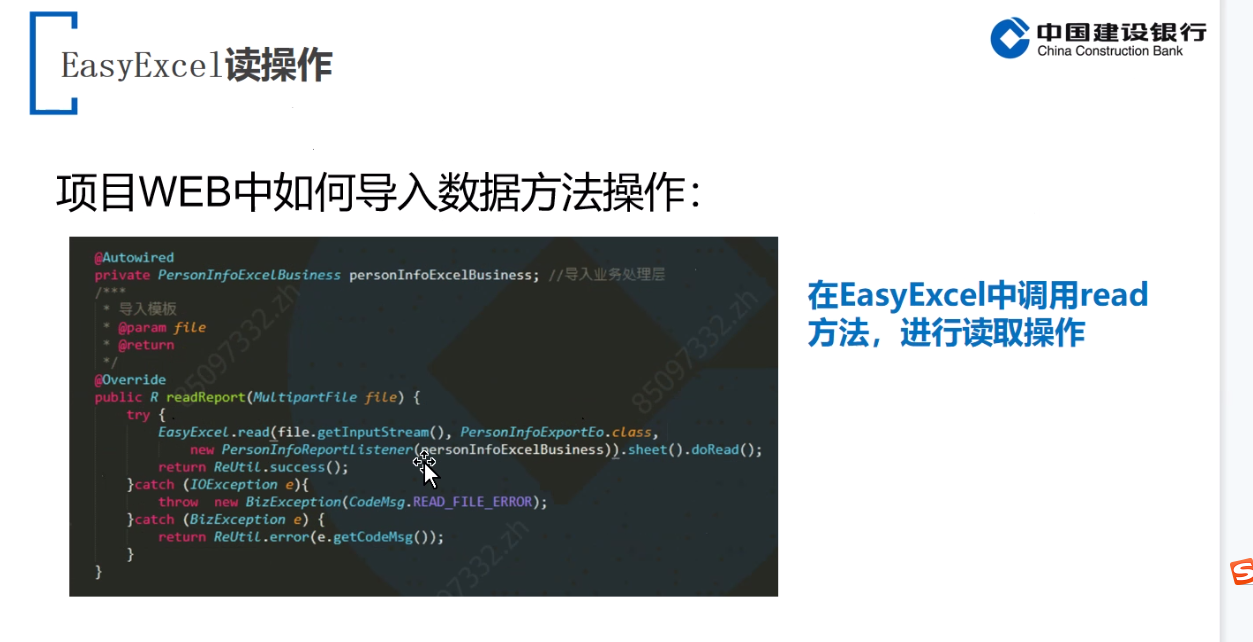 EasyExcel读操作
中国建设银行
China Construction Bank
项目WEB中如何导入数据方法操作：
@Autowired
private PersonInfoExcelBusiness personInfoExcelBusiness; //导入业务处理层
/***
* 导入模板
* @param file
* @return
*/
@Override
public R readReport(MultipartFile file) {
try {
EasyExcel.read(file.getInputStream(), PersonInfoExportEo.class,
new PersonInfoReportListener(personInfoExcelBusiness)).sheet().doRead();
return ReUtil.success();
}catch (IOException e){
throw new BizException(CodeMsg.READ_FILE_ERROR);
}catch (BizException e) {
return ReUtil.error(e.getCodeMsg());
}
}
85097332.zh
85097332.zh
97332.zh
在EasyExcel中调用read
方法，进行读取操作